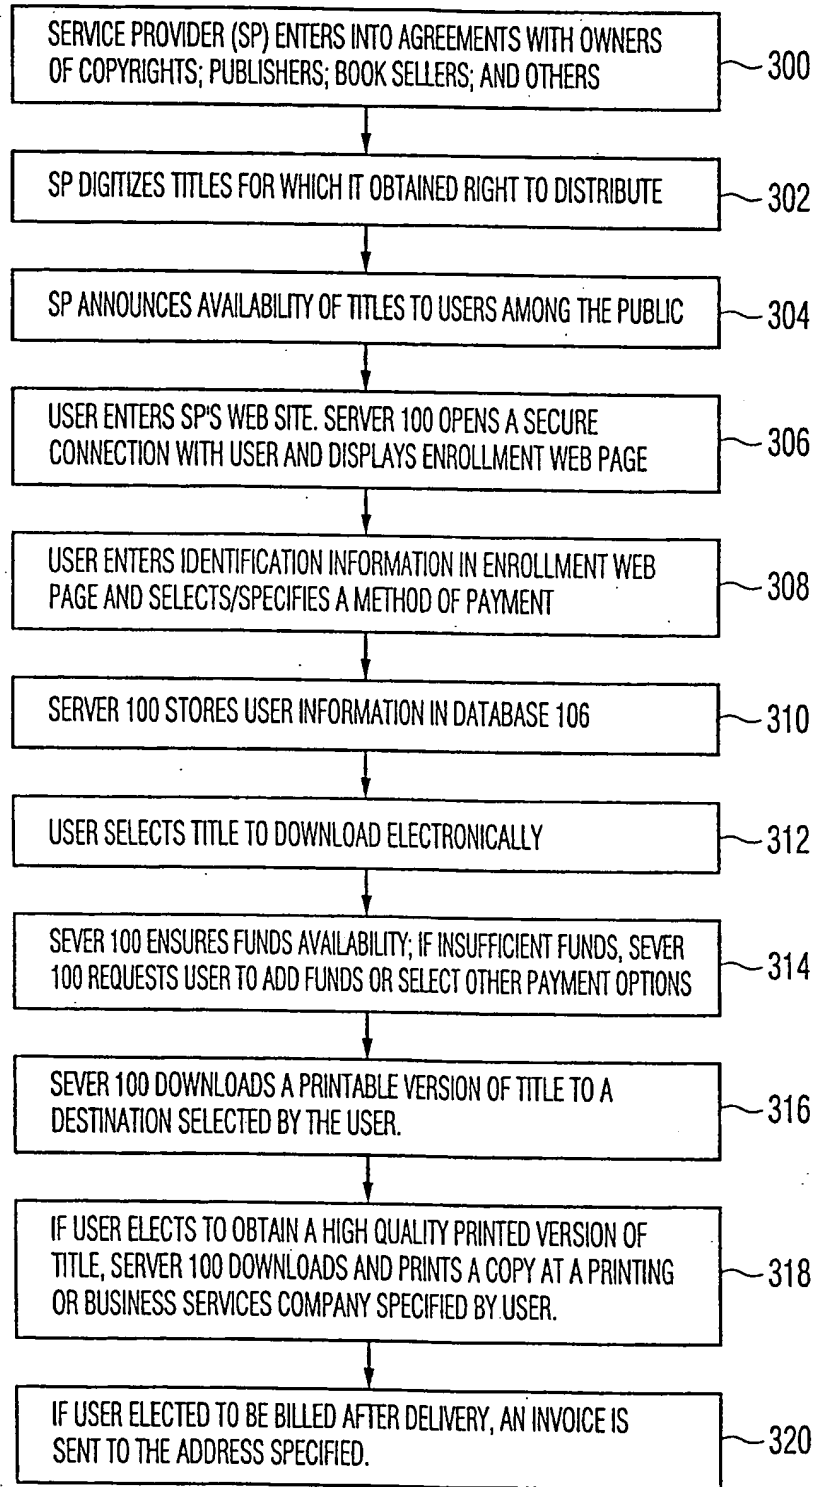 SERVICE PROVIDER (SP) ENTERS INTO AGREEMENTS WITH OWNERS
OF COPYRIGHTS; PUBLISHERS; BOOK SELLERS; AND OTHERS
300
SP DIGITIZES TITLES FOR WHICH IT OBTAINED RIGHT TO DISTRIBUTE
302
SP ANNOUNCES AVAILABILITY OF TITLES TO USERS AMONG THE PUBLIC
304
USER ENTERS SP'S WEB SITE. SERVER 100 OPENS A SECURE
CONNECTION WITH USER AND DISPLAYS ENROLLMENT WEB PAGE
306
USER ENTERS IDENTIFICATION INFORMATION IN ENROLLMENT WEB
PAGE AND SELECTS/SPECIFIES A METHOD OF PAYMENT
308
SERVER 100 STORES USER INFORMATION IN DATABASE 106
310
USER SELECTS TITLE TO DOWNLOAD ELECTRONICALLY
312
SEVER 100 ENSURES FUNDS AVAILABILITY; IF INSUFFICIENT FUNDS, SEVER
100 REQUESTS USER TO ADD FUNDS OR SELECT OTHER PAYMENT OPTIONS
314
SEVER 100 DOWNLOADS A PRINTABLE VERSION OF TITLE TO A
DESTINATION SELECTED BY THE USER.
316
IF USER ELECTS TO OBTAIN A HIGH QUALITY PRINTED VERSION OF
TITLE, SERVER 100 DOWNLOADS AND PRINTS A COPY AT A PRINTING
OR BUSINESS SERVICES COMPANY SPECIFIED BY USER.
318
IF USER ELECTED TO BE BILLED AFTER DELIVERY, AN INVOICE IS
SENT TO THE ADDRESS SPECIFIED.
320